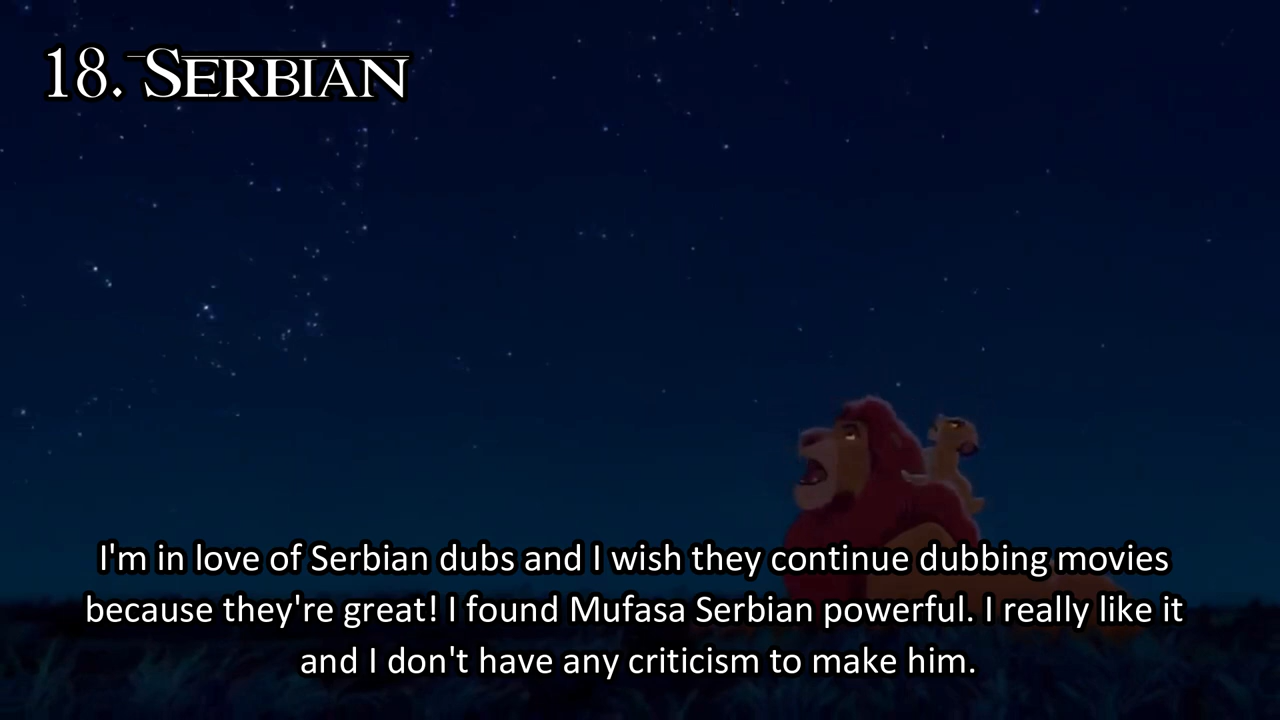 18. SERBIAN
I'm in love of Serbian dubs and I wish they continue dubbing movies
because they're great! I found Mufasa Serbian powerful. I really like it
and I don't have any criticism to make him.